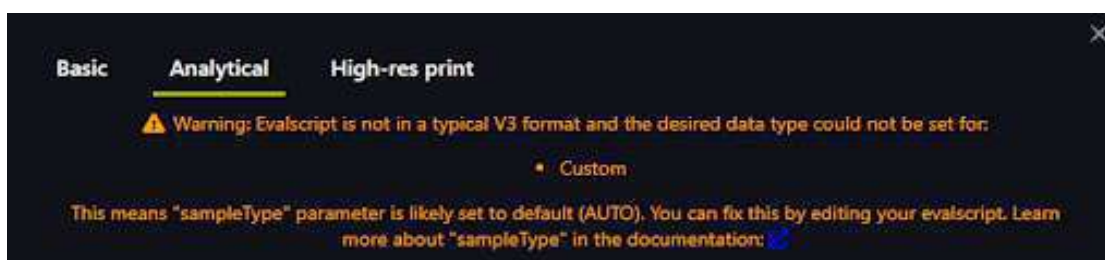 Basic Analytical High-res print
Warning: Evalscript is not in a typical V3 format and the desired data type could not be set for:
• Custom
This means "sampleType" parameter is likely set to default (AUTO). You can fix this by editing your evalscript. Learn
more about "sampleType" in the documentation: